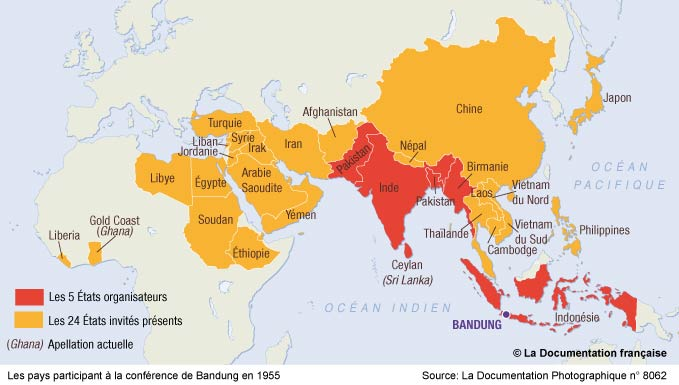 Japon
Chine
Afghanistan
Turquie
Syrie
Liban
Irak
Iran
Jordanie
Pakistan
Népal
Birmanie
OCÉAN
PACIFIQUE
Libye
Égypte
Arabie
Saoudite
Inde
Laos
Vietnam
du Nord
Pakistan
Gold Coast
(Ghana)
Liberia
Soudan
Yémen
Thaïlande
Vietnam
du Sud
Philippines
Cambodge
Éthiopie
Ceylan
(Sri Lanka)
Les 5 États organisateurs
Les 24 États invités présents
(Ghana) Apellation actuelle
OCÉAN INDIEN
BANDUNG
Indonésie
© La Documentation française
Les pays participant à la conférence de Bandung en 1955
Source: La Documentation Photographique n° 8062